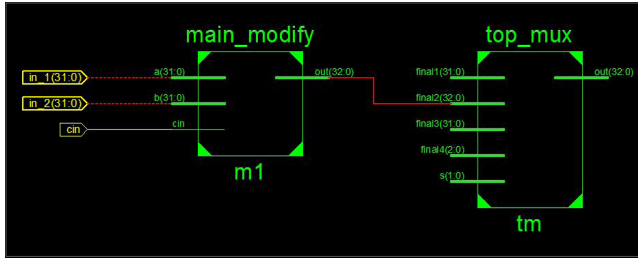 main_modify
top_mux
in_1(31:0)
a(31:0)
out(32:0)
final1(31:0)
out(32:0)
in_2(31:0)
b(31:0)
final2(32:0)
cin
cin
final3(31:0)
final4(2:0)
m1
s(1:0)
tm